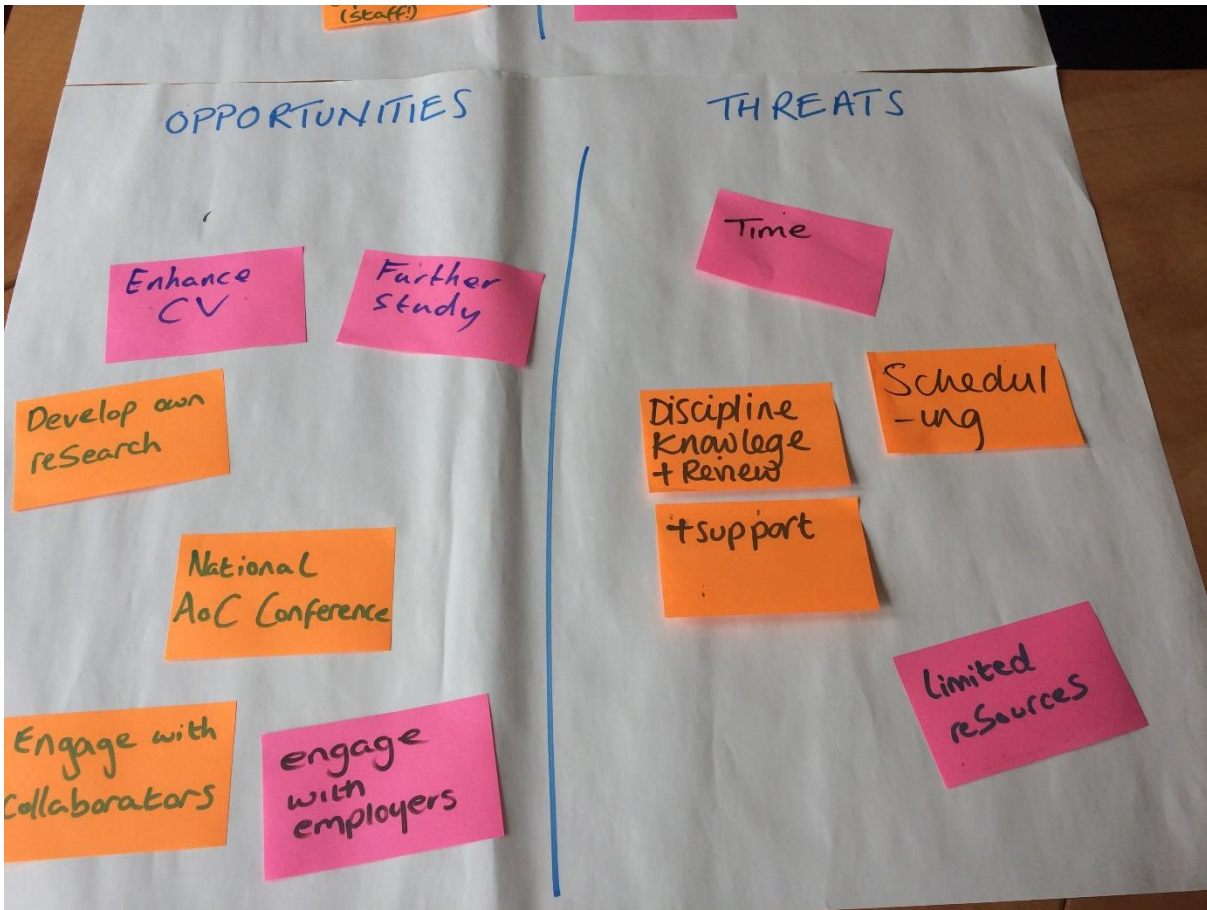 (staff!)
OPPORTUNITIES
Enhance
CV
Further
Study
Develop own
reSearch
National
AoC Conference
Engage with
Collaborators
engage
with
employers
THREATS
Time
Schedul
-ing
Discipline
Knowlege
+ Review
+support
limited
reSources